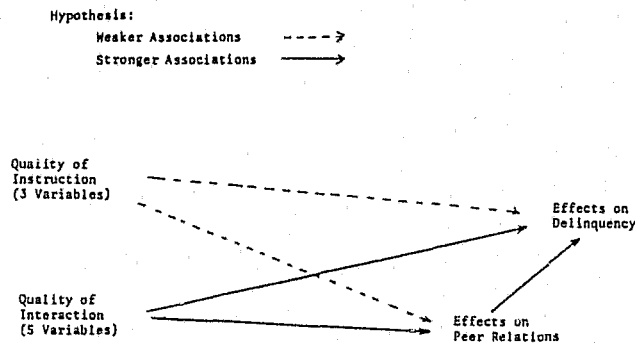 Hypothesis:
Weaker Associations
Stronger Associations
Quality of
Instruction
(3 Variables)
Effects on
Delinquency
Quality of
Interaction
(5 Variables)
Effects on
Peer Relations